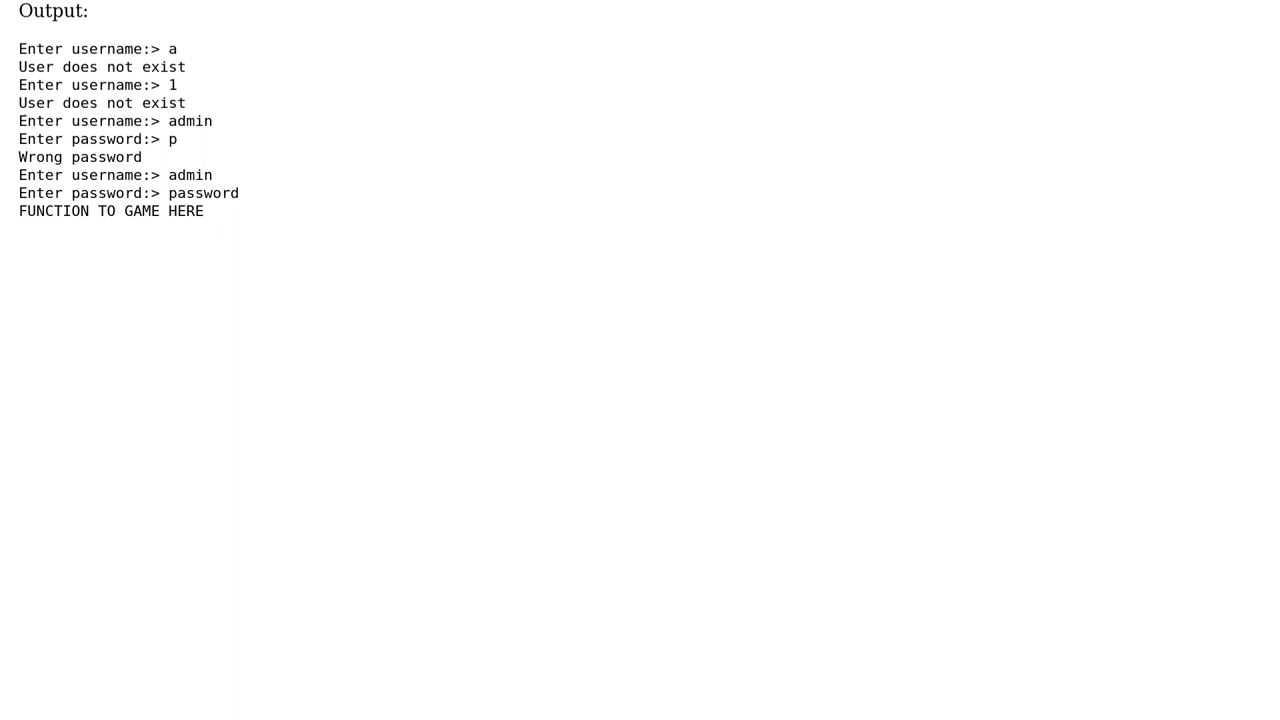 Output:
Enter username:> a
User does not exist
Enter username:> 1
User does not exist
Enter username:> admin
Enter password:> p
Wrong password
Enter username:> admin
Enter password:> password
FUNCTION TO GAME HERE